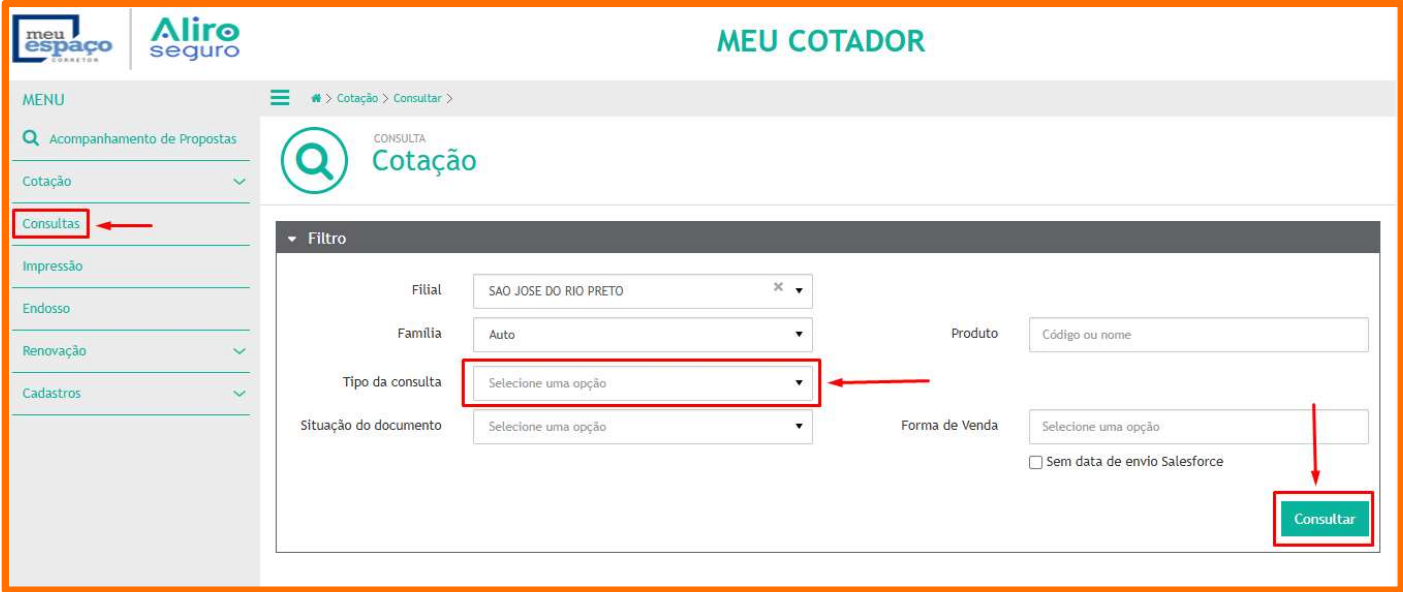 meu
espaço
CORRETOR
Aliro
seguro
MEU COTADOR
MENU
> Cotação > Consultar >
Acompanhamento de Propostas
CONSULTA
Cotação
Cotação
Consultas
Filtro
Impressão
Filial SAO JOSE DO RIO PRETO ×
Endosso
Família Auto Produto Código ou nome
Renovação
Tipo da consulta Selecione uma opção
Cadastros
Situação do documento Selecione uma opção Forma de Venda Selecione uma opção
Sem data de envio Salesforce
Consultar